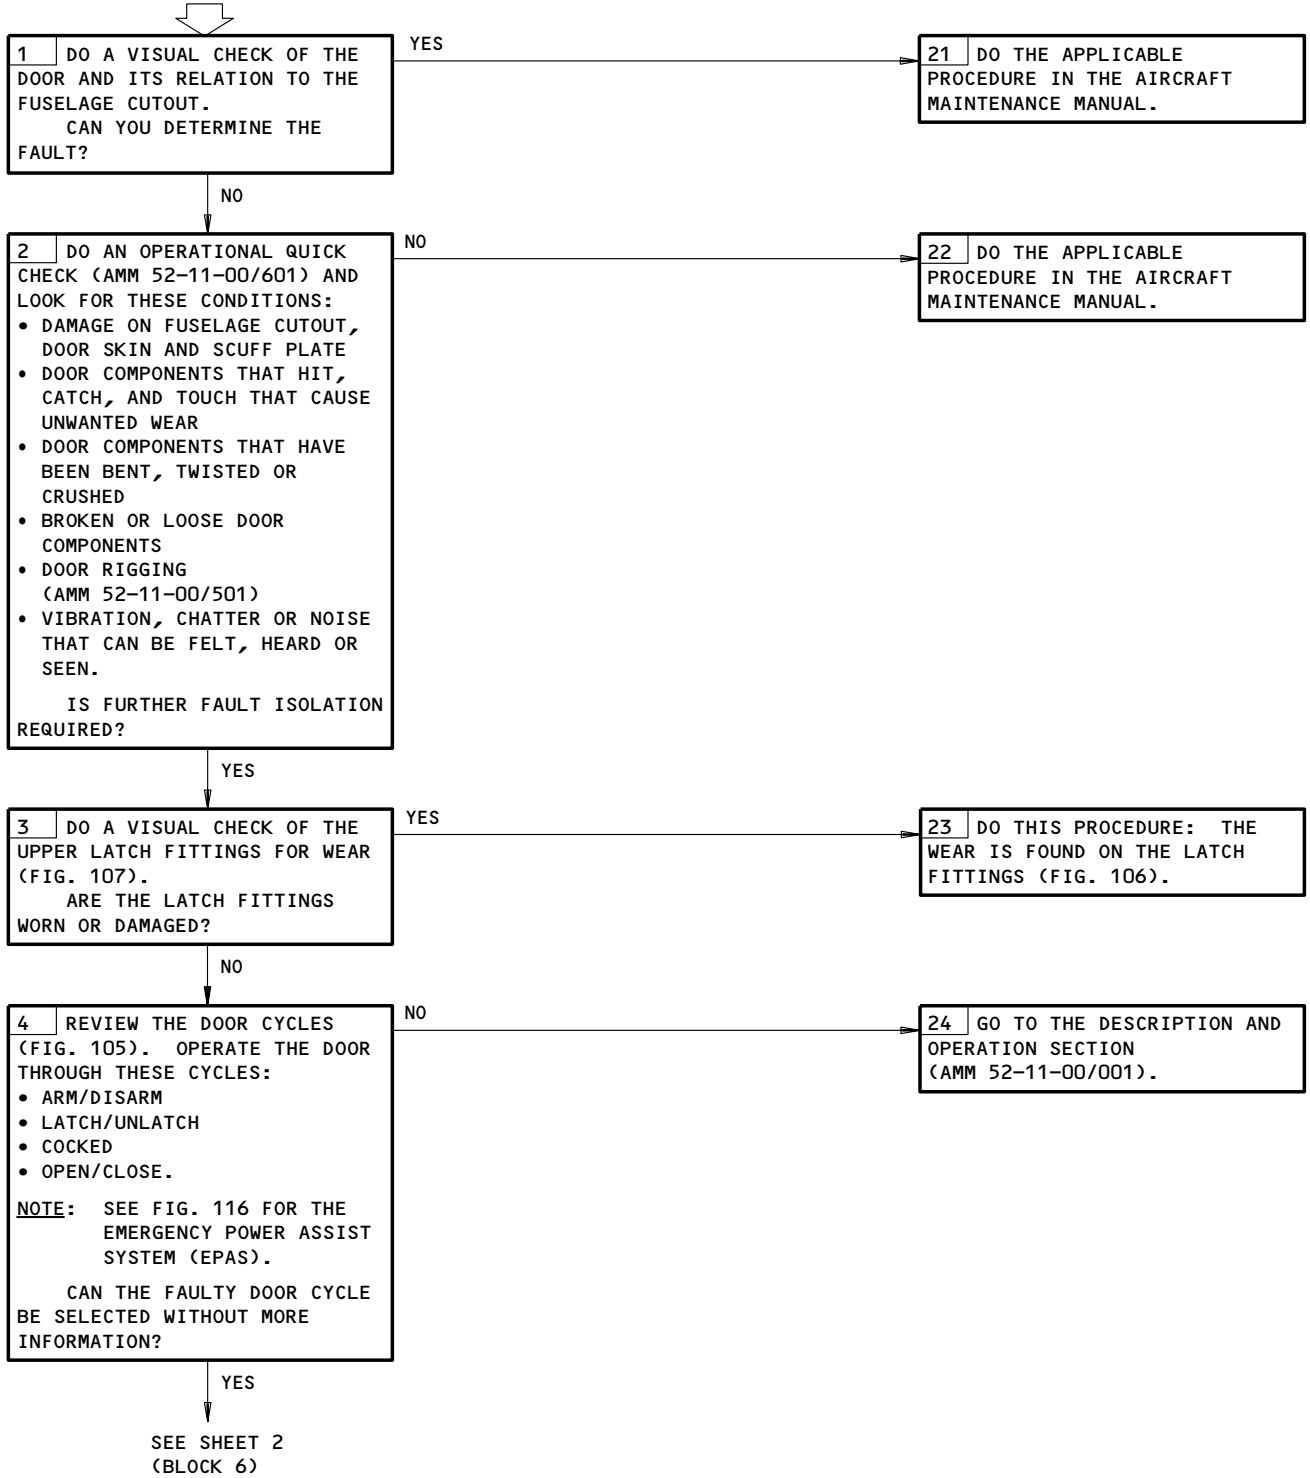 1 DO A VISUAL CHECK OF THE
DOOR AND ITS RELATION TO THE
FUSELAGE CUTOUT.
CAN YOU DETERMINE THE
FAULT?
YES
21 DO THE APPLICABLE
PROCEDURE IN THE AIRCRAFT
MAINTENANCE MANUAL.
NO
2 DO AN OPERATIONAL QUICK
CHECK (AMM 52-11-00/601) AND
LOOK FOR THESE CONDITIONS:
• DAMAGE ON FUSELAGE CUTOUT,
DOOR SKIN AND SCUFF PLATE
• DOOR COMPONENTS THAT HIT,
CATCH, AND TOUCH THAT CAUSE
UNWANTED WEAR
• DOOR COMPONENTS THAT HAVE
BEEN BENT, TWISTED OR
CRUSHED
• BROKEN OR LOOSE DOOR
COMPONENTS
• DOOR RIGGING
(AMM 52-11-00/501)
• VIBRATION, CHATTER OR NOISE
THAT CAN BE FELT, HEARD OR
SEEN.
IS FURTHER FAULT ISOLATION
REQUIRED?
NO
22 DO THE APPLICABLE
PROCEDURE IN THE AIRCRAFT
MAINTENANCE MANUAL.
YES
3 DO A VISUAL CHECK OF THE
UPPER LATCH FITTINGS FOR WEAR
(FIG. 107).
ARE THE LATCH FITTINGS
WORN OR DAMAGED?
YES
23 DO THIS PROCEDURE: THE
WEAR IS FOUND ON THE LATCH
FITTINGS (FIG. 106).
NO
4 REVIEW THE DOOR CYCLES
(FIG. 105). OPERATE THE DOOR
THROUGH THESE CYCLES:
• ARM/DISARM
• LATCH/UNLATCH
• COCKED
• OPEN/CLOSE.
NOTE: SEE FIG. 116 FOR THE
EMERGENCY POWER ASSIST
SYSTEM (EPAS).
CAN THE FAULTY DOOR CYCLE
BE SELECTED WITHOUT MORE
INFORMATION?
NO
24 GO TO THE DESCRIPTION AND
OPERATION SECTION
(AMM 52-11-00/001).
YES
SEE SHEET 2
(BLOCK 6)